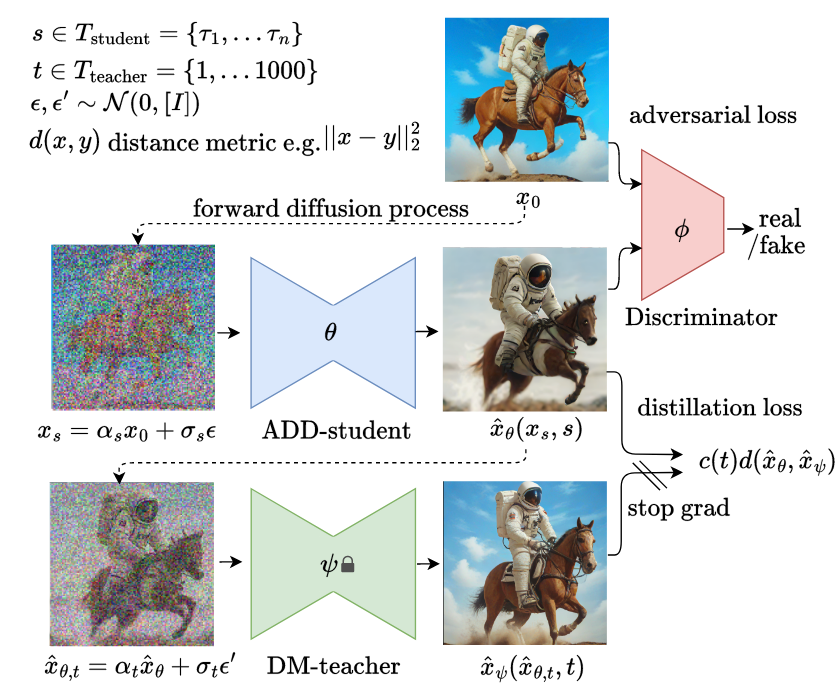 s ∈ T_student = {τ_1, … τ_n}
t ∈ T_teacher = {1, … 1000}
ϵ, ϵ′ ∼ 𝒩(0, [I])
d(x, y) distance metric e.g. ||x − y||₂²
x_0
adversarial loss
forward diffusion process
ϕ
real
/fake
Discriminator
θ
x_s = α_s x_0 + σ_s ϵ
ADD-student
x̂_θ(x_s, s)
distillation loss
c(t)d(x̂_θ, x̂_ψ)
stop grad
ψ
x̂_θ,t = α_t x̂_θ + σ_t ϵ′
DM-teacher
x̂_ψ(x̂_θ,t, t)